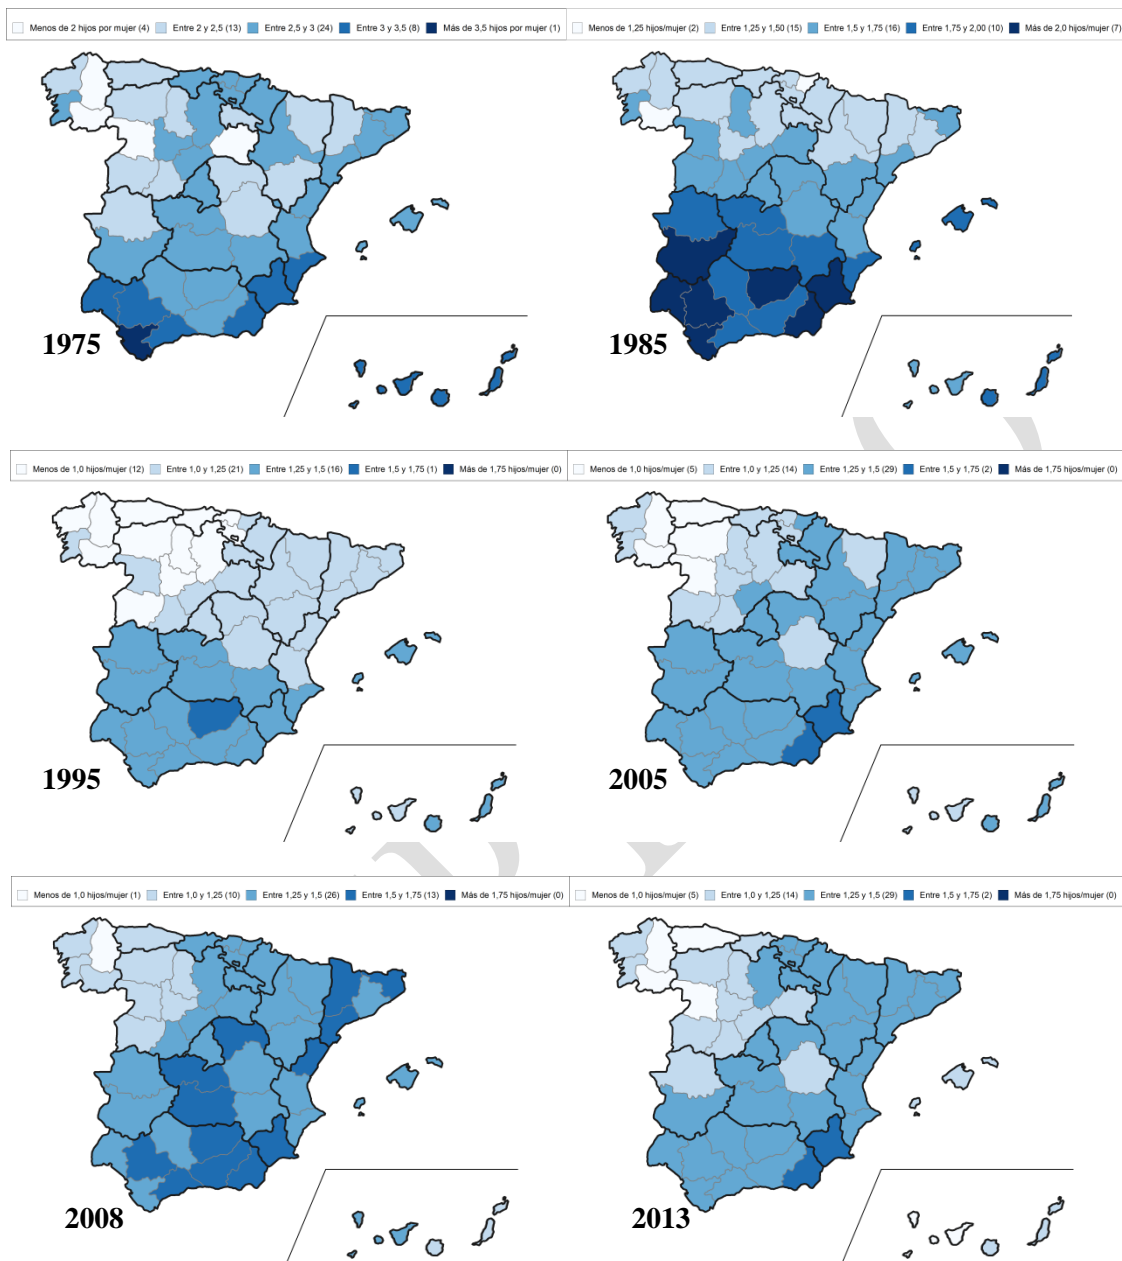 Menos de 2 hijos por mujer (4) Entre 2 y 2,5 (13) Entre 2,5 y 3 (24) Entre 3 y 3,5 (8) Más de 3,5 hijos por mujer (1)
Menos de 1,25 hijos/mujer (2) Entre 1,25 y 1,50 (15) Entre 1,5 y 1,75 (16) Entre 1,75 y 2,00 (10) Más de 2,0 hijos/mujer (7)
1975
1985
Menos de 1,0 hijos/mujer (12) Entre 1,0 y 1,25 (21) Entre 1,25 y 1,5 (16) Entre 1,5 y 1,75 (1) Más de 1,75 hijos/mujer (0)
Menos de 1,0 hijos/mujer (5) Entre 1,0 y 1,25 (14) Entre 1,25 y 1,5 (29) Entre 1,5 y 1,75 (2) Más de 1,75 hijos/mujer (0)
1995
2005
Menos de 1,0 hijos/mujer (1) Entre 1,0 y 1,25 (10) Entre 1,25 y 1,5 (26) Entre 1,5 y 1,75 (13) Más de 1,75 hijos/mujer (0)
Menos de 1,0 hijos/mujer (5) Entre 1,0 y 1,25 (14) Entre 1,25 y 1,5 (29) Entre 1,5 y 1,75 (2) Más de 1,75 hijos/mujer (0)
2008
2013